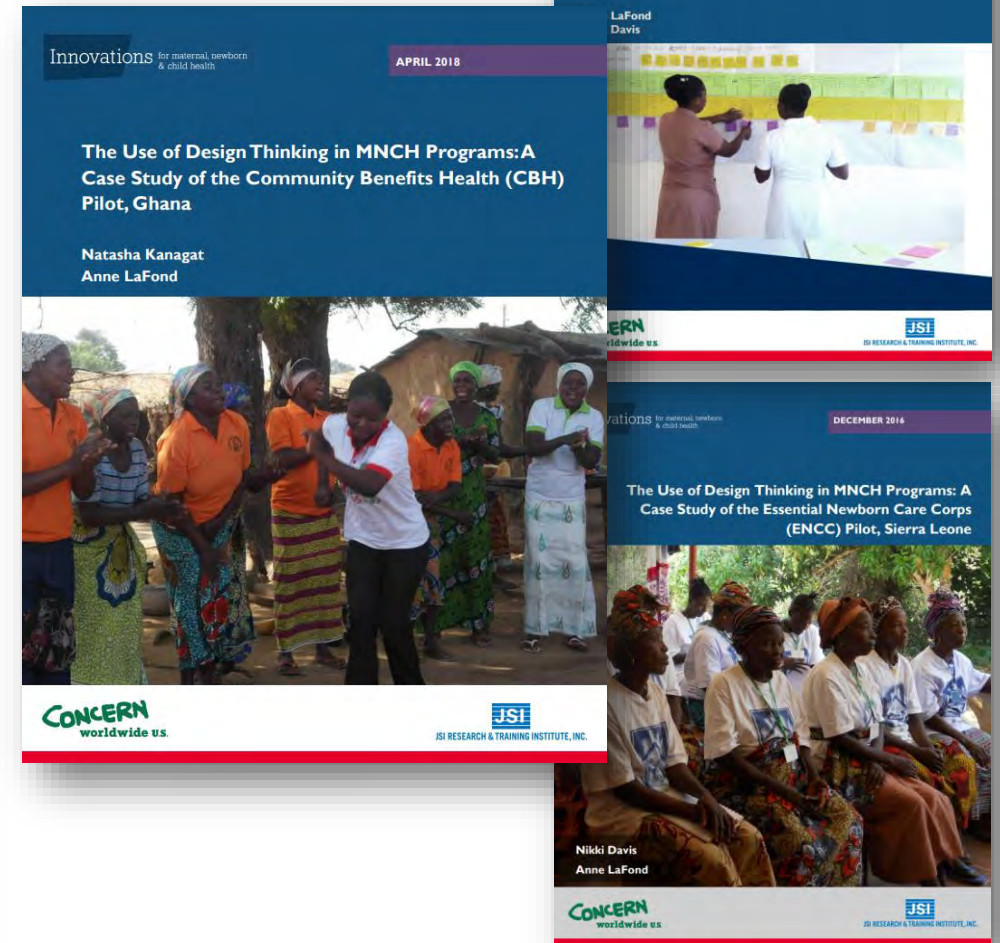 Innovations for maternal, newborn
& child health
APRIL 2018
The Use of Design Thinking in MNCH Programs: A
Case Study of the Community Benefits Health (CBH)
Pilot, Ghana
Natasha Kanagat
Anne LaFond
CONCERN
worldwide U.S.
JSI
JSI RESEARCH & TRAINING INSTITUTE, INC.
LaFond
Davis
ERN
rldwide U.S.
JSI
JSI RESEARCH & TRAINING INSTITUTE, INC.
vations for maternal, newborn
& child health
DECEMBER 2016
The Use of Design Thinking in MNCH Programs: A
Case Study of the Essential Newborn Care Corps
(ENCC) Pilot, Sierra Leone
Nikki Davis
Anne LaFond
CONCERN
worldwide U.S.
JSI
JSI RESEARCH & TRAINING INSTITUTE, INC.